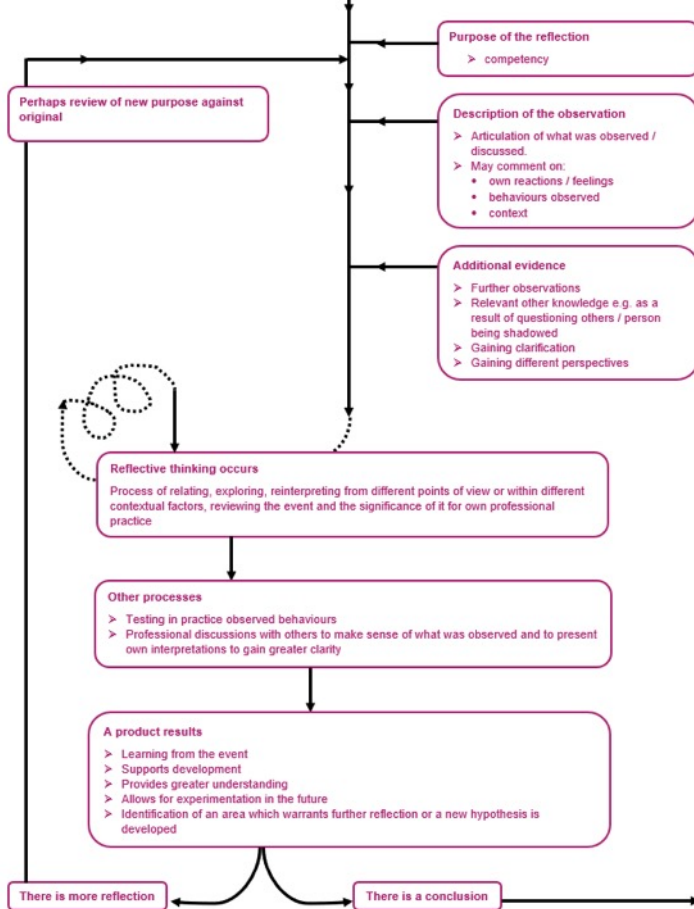 Purpose of the reflection
➢ competency
Perhaps review of new purpose against
original
Description of the observation
➢ Articulation of what was observed /
discussed.
➢ May comment on:
• own reactions / feelings
• behaviours observed
• context
Additional evidence
➢ Further observations
➢ Relevant other knowledge e.g. as a
result of questioning others / person
being shadowed
➢ Gaining clarification
➢ Gaining different perspectives
Reflective thinking occurs
Process of relating, exploring, reinterpreting from different points of view or within different
contextual factors, reviewing the event and the significance of it for own professional
practice
Other processes
➢ Testing in practice observed behaviours
➢ Professional discussions with others to make sense of what was observed and to present
own interpretations to gain greater clarity
A product results
➢ Learning from the event
➢ Supports development
➢ Provides greater understanding
➢ Allows for experimentation in the future
➢ Identification of an area which warrants further reflection or a new hypothesis is
developed
There is more reflection
There is a conclusion